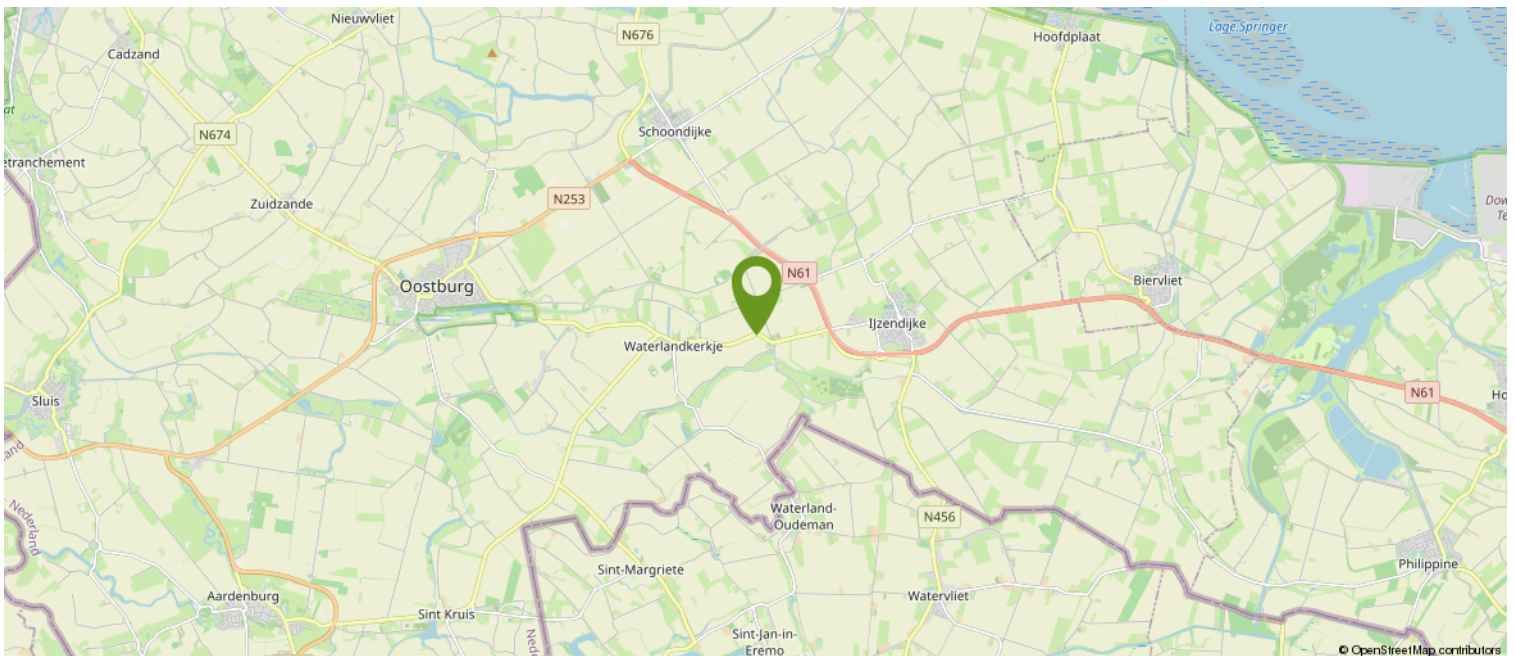 Nieuwvliet
Lage Springer
N676
Hoofdplaat
Cadzand
Schoondijke
N674
etranchement
N253
Zuidzande
N61
Biervliet
Oostburg
IJzendijke
Waterlandkerkje
N61
Sluis
Nederland
Waterland-
Oudeman
N456
Philippine
Sint-Margriete
Aardenburg
Watervliet
Sint Kruis
Sint-Jan-in-
Eremo
© OpenStreetMap contributors